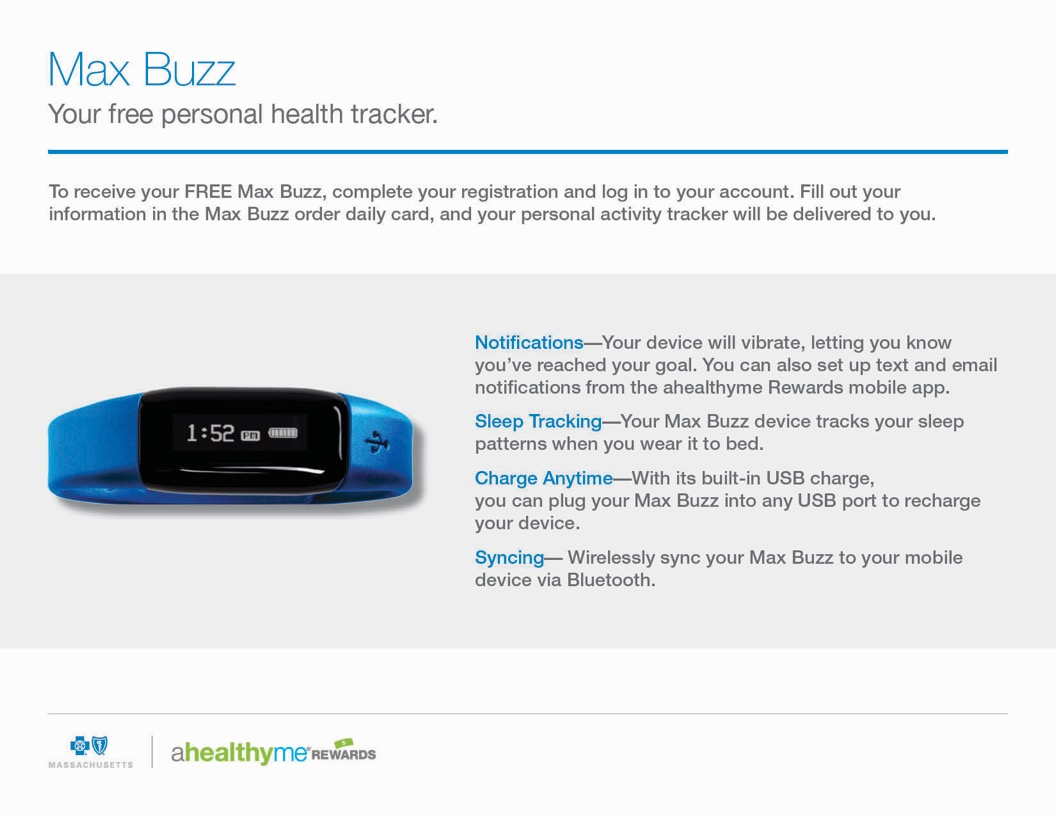 Max Buzz
Your free personal health tracker.
To receive your FREE Max Buzz, complete your registration and log in to your account. Fill out your
information in the Max Buzz order daily card, and your personal activity tracker will be delivered to you.
1:52 PM
Notifications—Your device will vibrate, letting you know
you’ve reached your goal. You can also set up text and email
notifications from the ahealthyme Rewards mobile app.
Sleep Tracking—Your Max Buzz device tracks your sleep
patterns when you wear it to bed.
Charge Anytime—With its built-in USB charge,
you can plug your Max Buzz into any USB port to recharge
your device.
Syncing— Wirelessly sync your Max Buzz to your mobile
device via Bluetooth.
MASSACHUSETTS
ahealthyme® REWARDS